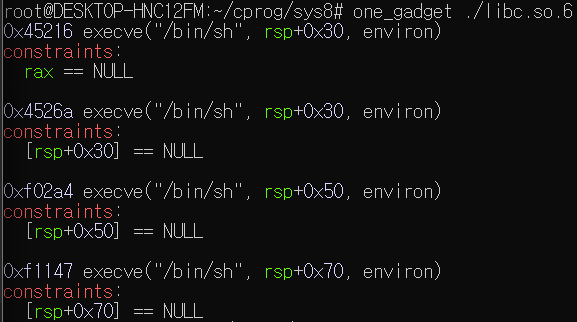 root@DESKTOP-HNC12FM:~/cprog/sys8# one_gadget ./libc.so.6
0x45216 execve("/bin/sh", rsp+0x30, environ)
constraints:
  rax == NULL

0x4526a execve("/bin/sh", rsp+0x30, environ)
constraints:
  [rsp+0x30] == NULL

0xf02a4 execve("/bin/sh", rsp+0x50, environ)
constraints:
  [rsp+0x50] == NULL

0xf1147 execve("/bin/sh", rsp+0x70, environ)
constraints:
  [rsp+0x70] == NULL